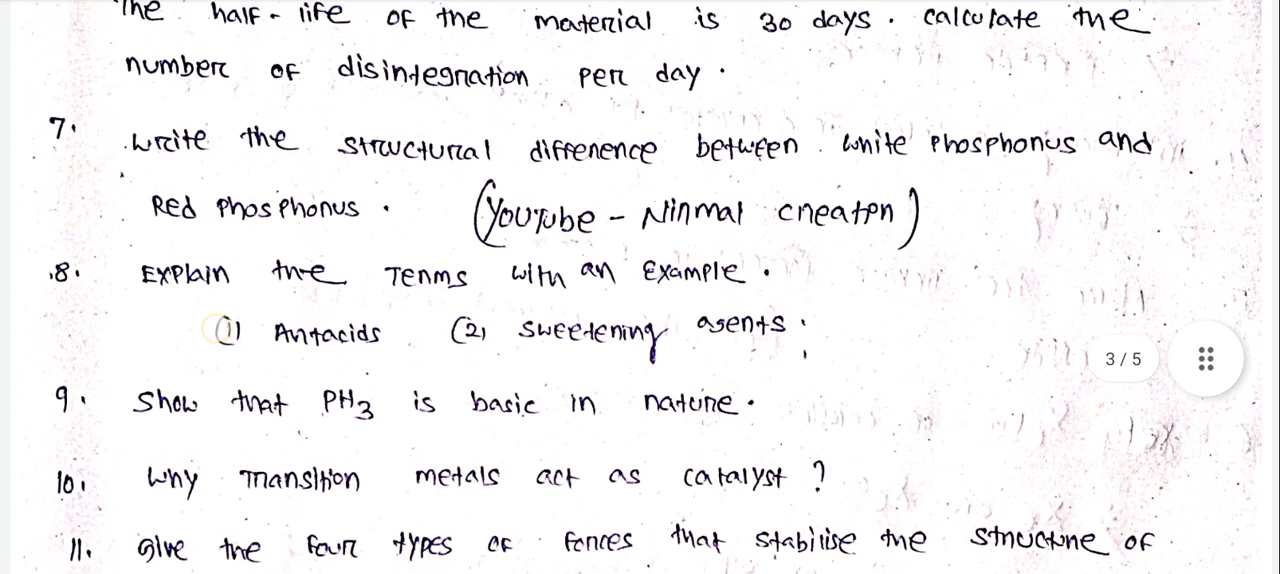 The half-life of the material is 30 days. calculate the
number of disintegration per day.
7. Write the structural difference between white phosphorus and
Red phosphorus. (YouTube - Nirmal creation)
8. Explain the Terms with an Example.
(1) Antacids (2) sweetening agents.
9. Show that PH3 is basic in nature.
3/5
10. Why Transition metals act as catalyst?
11. Give the four types of forces that stabilise the structure of